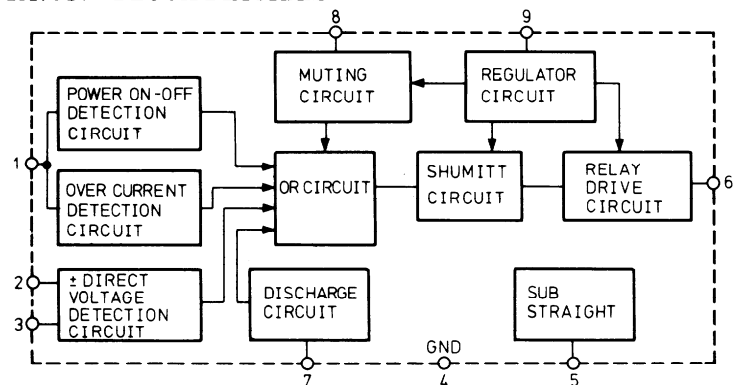 8
9
MUTING
CIRCUIT
REGULATOR
CIRCUIT
POWER ON-OFF
DETECTION
CIRCUIT
1
OVER CURRENT
DETECTION
CIRCUIT
OR CIRCUIT
SHUMITT
CIRCUIT
RELAY
DRIVE
CIRCUIT
6
2
3
± DIRECT
VOLTAGE
DETECTION
CIRCUIT
DISCHARGE
CIRCUIT
SUB
STRAIGHT
GND
7
4
5